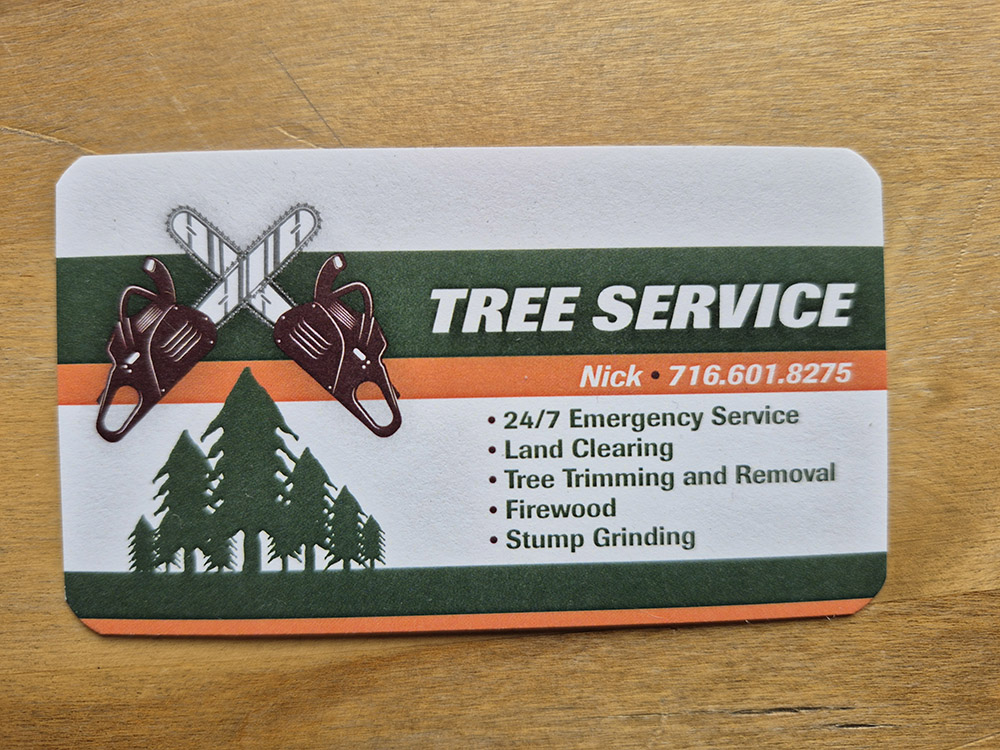 TREE SERVICE
Nick • 716.601.8275
• 24/7 Emergency Service
• Land Clearing
• Tree Trimming and Removal
• Firewood
• Stump Grinding